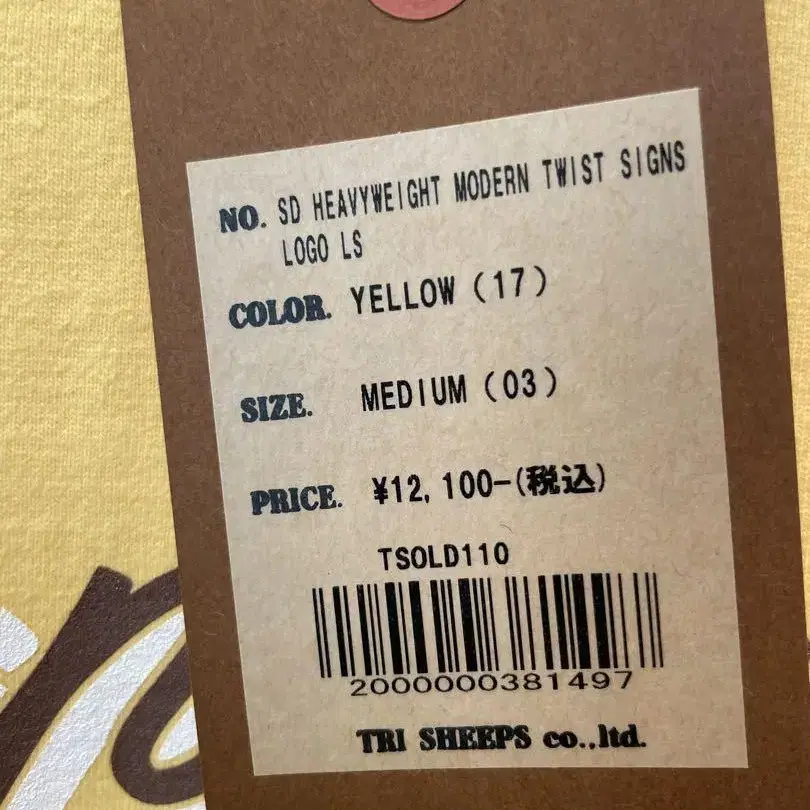 NO. SD HEAVYWEIGHT MODERN TWIST SIGNS
LOGO LS
COLOR. YELLOW(17)
SIZE. MEDIUM(03)
PRICE. ¥12,100-(税込)
TSOLD110
2000000381497
TRI SHEEPS co.,ltd.